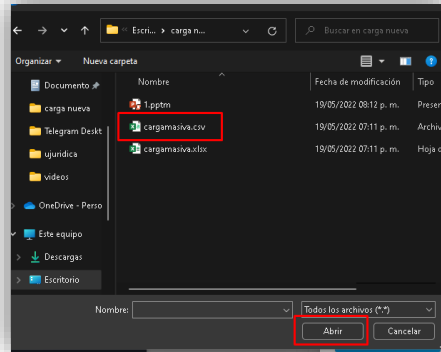 Escri... › carga n...
Buscar en carga nueva
Organizar
Nueva carpeta
Nombre
Fecha de modificación
Tipo
Documento
carga nueva
Telegram Deskt
ujuridica
videos
OneDrive - Perso
Este equipo
Descargas
Escritorio
1.pptm
19/05/2022 08:12 p. m.
Presen
cargamasiva.csv
19/05/2022 07:11 p. m.
Archiv
cargamasiva.xlsx
19/05/2022 07:11 p. m.
Hoja d
Nombre:
Todos los archivos (*.*)
Abrir
Cancelar